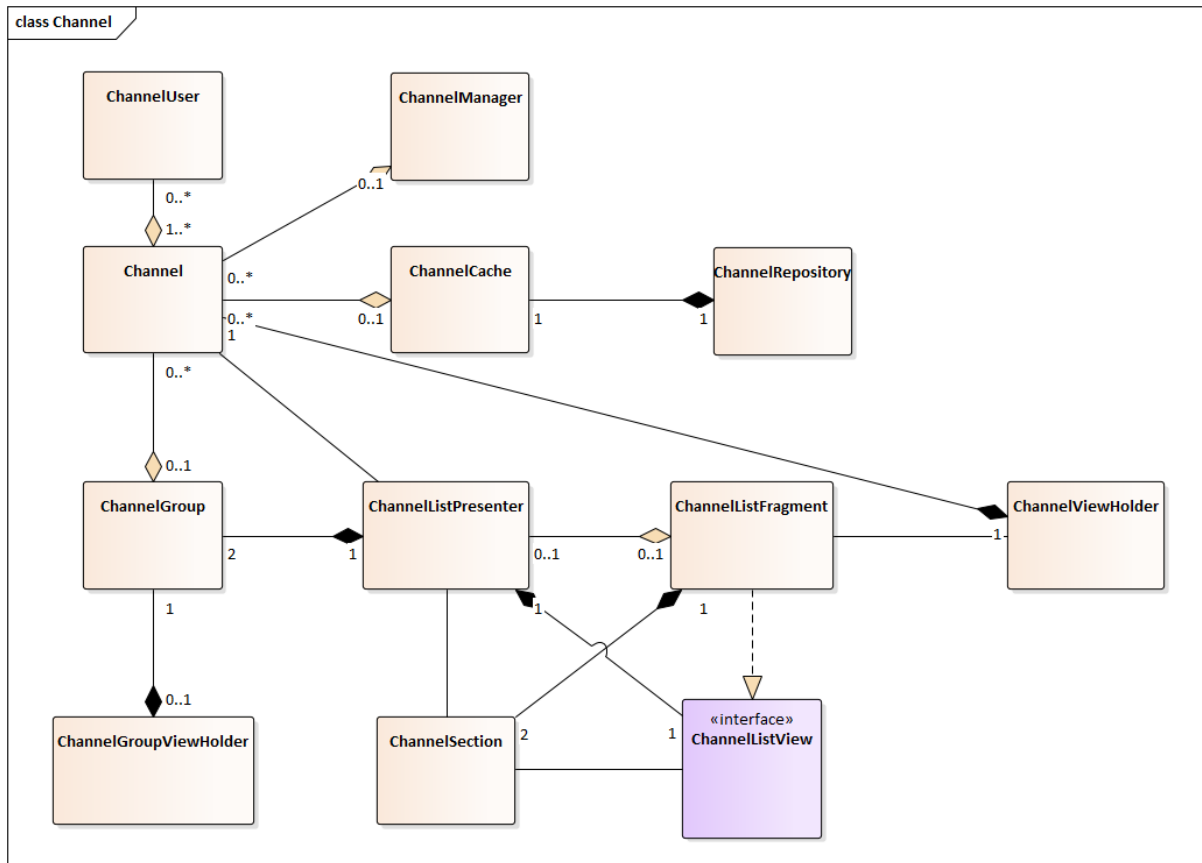 class Channel
ChannelUser
ChannelManager
0..1
0..*
1..*
Channel
0..*
ChannelCache
0..1
ChannelRepository
0..*
1
1
1
0..*
0..1
ChannelGroup
2
ChannelListPresenter
1
0..1
ChannelListFragment
0..1
ChannelViewHolder
1
1
1
1
0..1
ChannelGroupViewHolder
ChannelSection
2
1
«interface»
ChannelListView